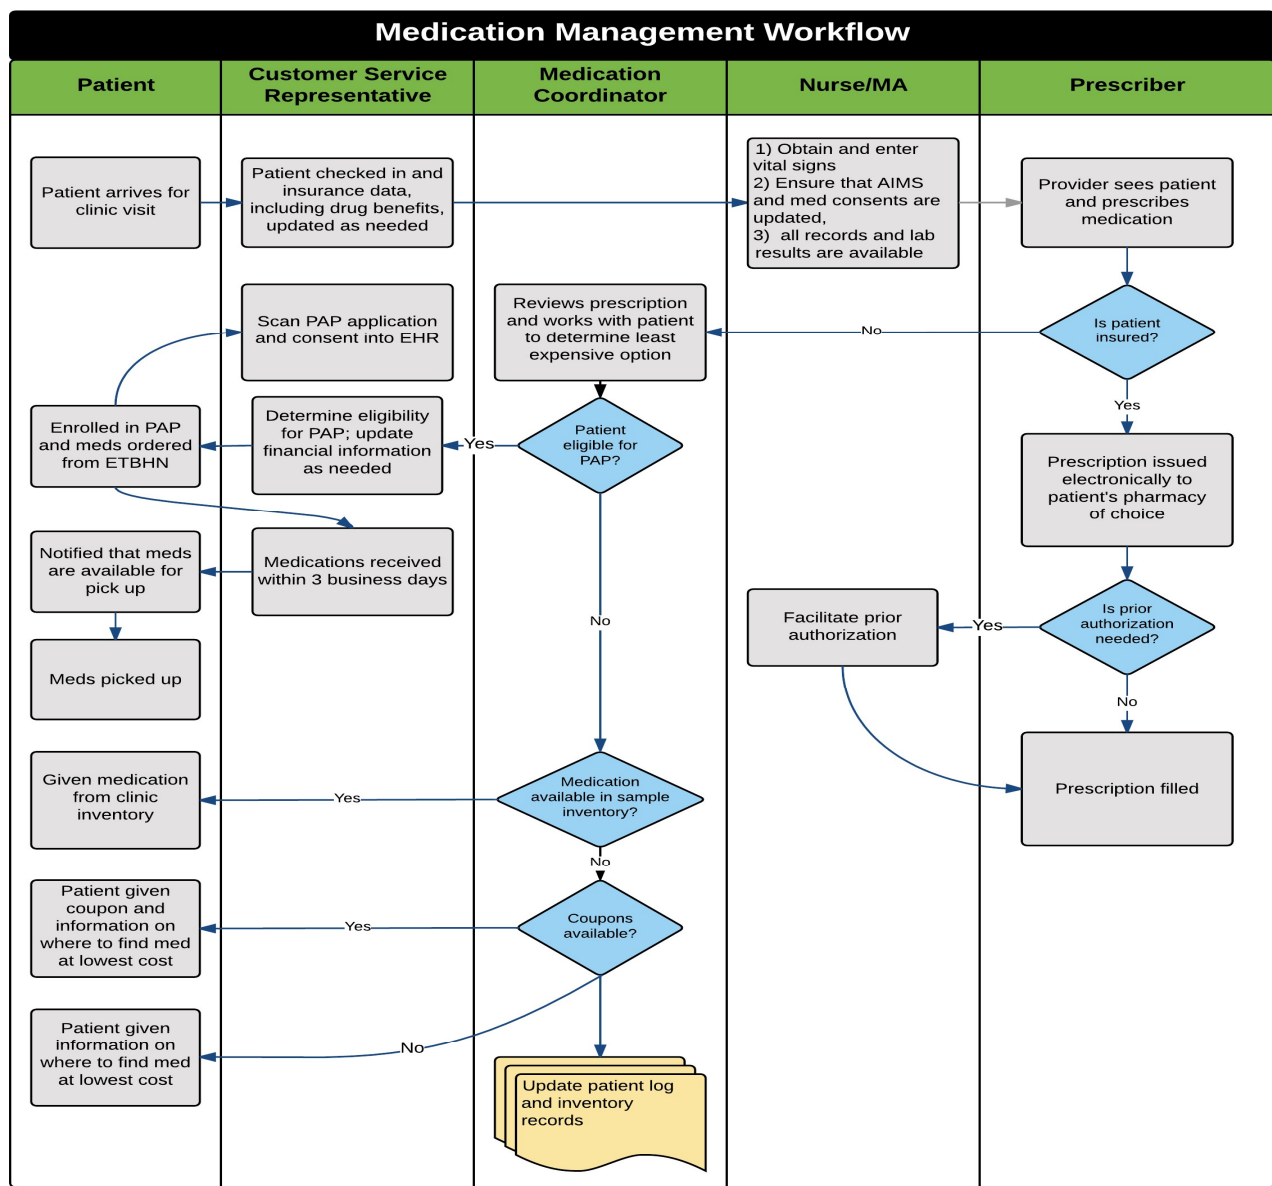 Medication Management Workflow
Patient
Customer Service
Representative
Medication
Coordinator
Nurse/MA
Prescriber
Patient arrives for
clinic visit
Patient checked in and
insurance data,
including drug benefits,
updated as needed
1) Obtain and enter
vital signs
2) Ensure that AIMS
and med consents are
updated,
3)  all records and lab
results are available
Provider sees patient
and prescribes
medication
Scan PAP application
and consent into EHR
Reviews prescription
and works with patient
to determine least
expensive option
No
Is patient
insured?
Yes
Enrolled in PAP
and meds ordered
from ETBHN
Determine eligibility
for PAP; update
financial information
as needed
Yes
Patient
eligible for
PAP?
Prescription issued
electronically to
patient's pharmacy
of choice
Notified that meds
are available for
pick up
Medications received
within 3 business days
No
Facilitate prior
authorization
Yes
Is prior
authorization
needed?
No
Meds picked up
Given medication
from clinic
inventory
Yes
Medication
available in sample
inventory?
Prescription filled
No
Patient given
coupon and
information on
where to find med
at lowest cost
Yes
Coupons
available?
Patient given
information on
where to find med
at lowest cost
No
Update patient log
and inventory
records